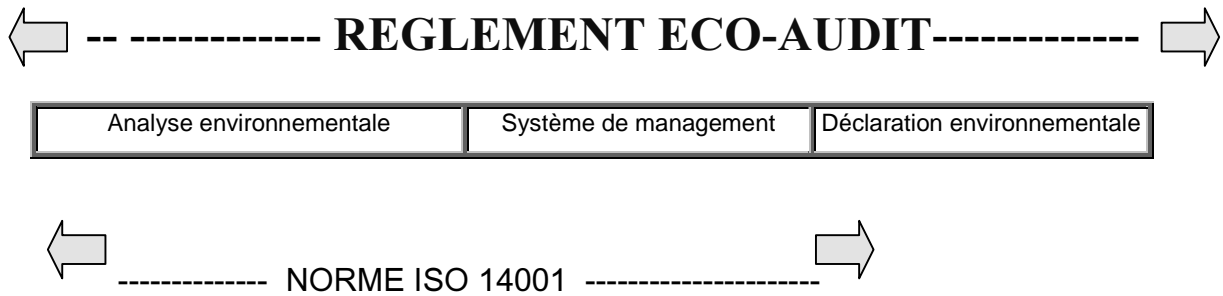 -- ------------ REGLEMENT ECO-AUDIT-------------
Analyse environnementale Système de management Déclaration environnementale
-------------- NORME ISO 14001 ----------------------